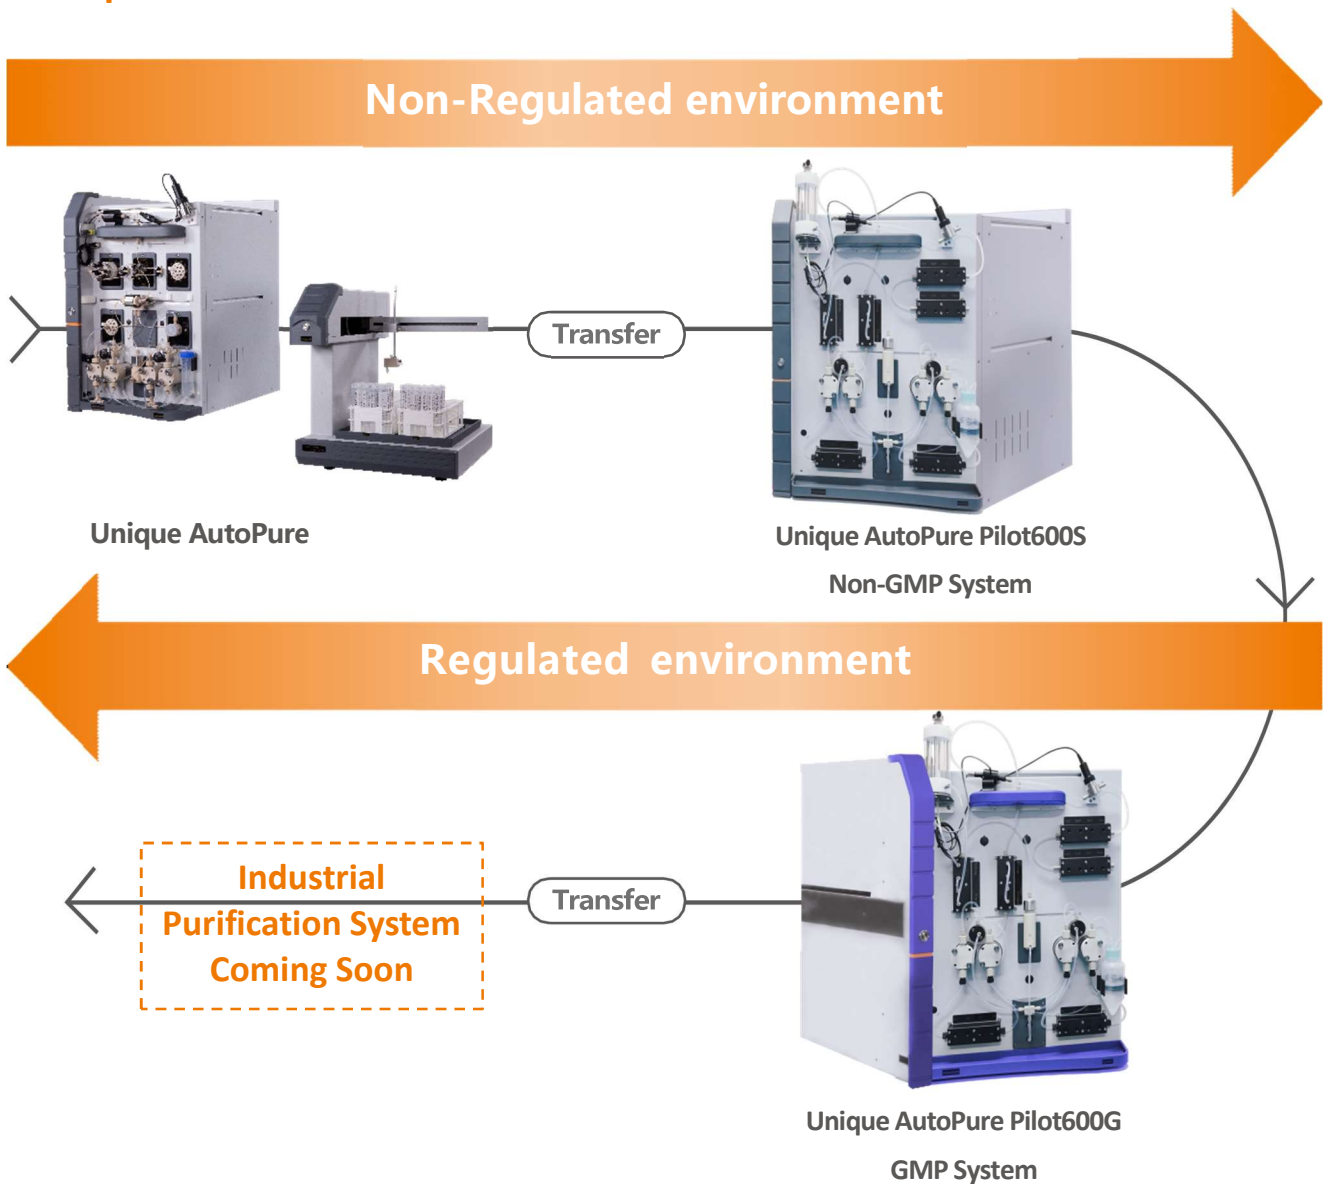 Non-Regulated environment
Transfer
Unique AutoPure
Unique AutoPure Pilot600S
Non-GMP System
Regulated environment
Industrial
Purification System
Coming Soon
Transfer
Unique AutoPure Pilot600G
GMP System